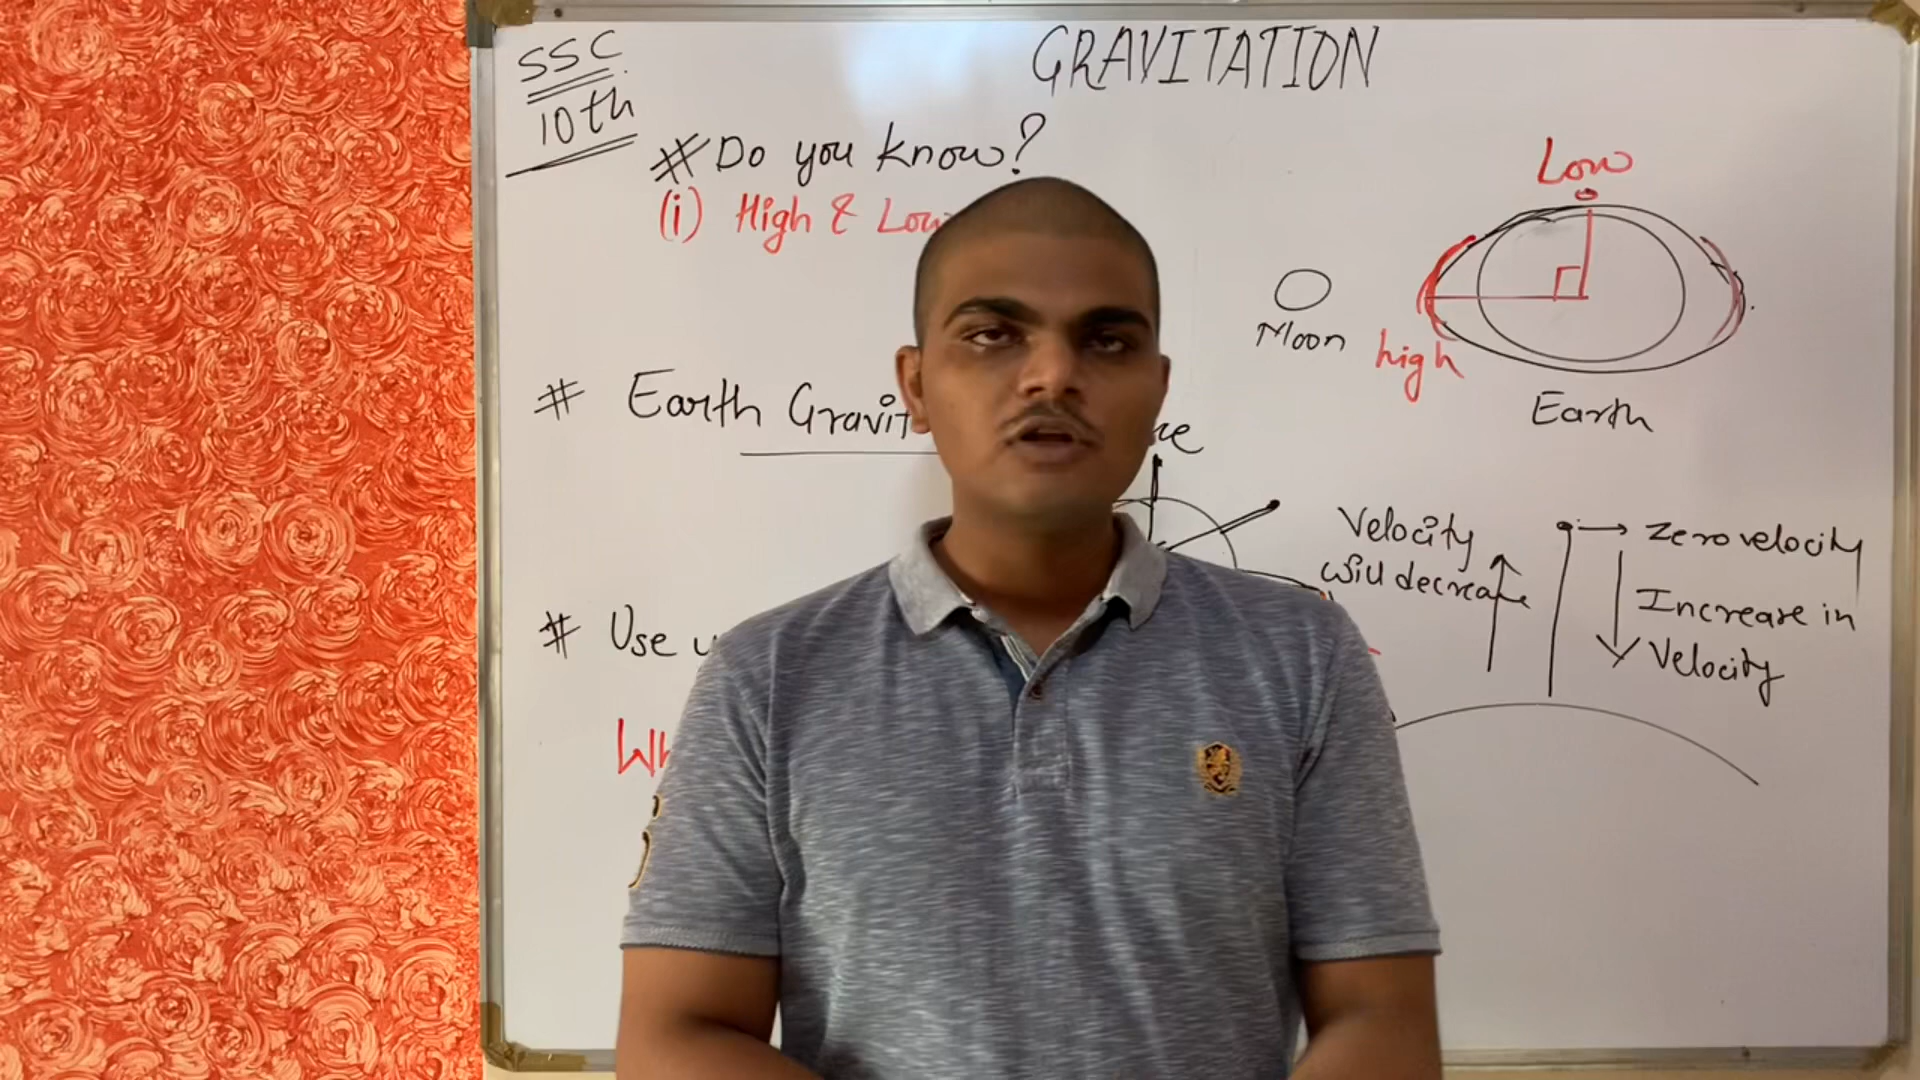 SSC
10th
GRAVITATION
# Do you know?
(i) High & Low
Low
Moon
high
Earth
# Earth Gravit
Velocity
will decrease
Zero velocity
Increase in
Velocity
# Use